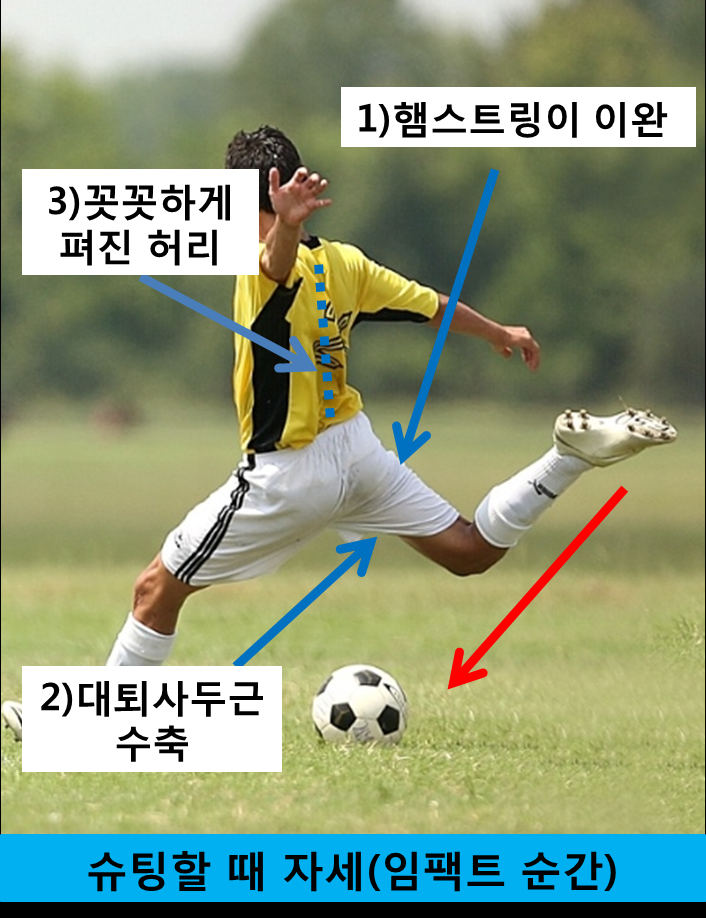 1)햄스트링이 이완
3)꼿꼿하게
펴진 허리
2)대퇴사두근
수축
슈팅할 때 자세(임팩트 순간)